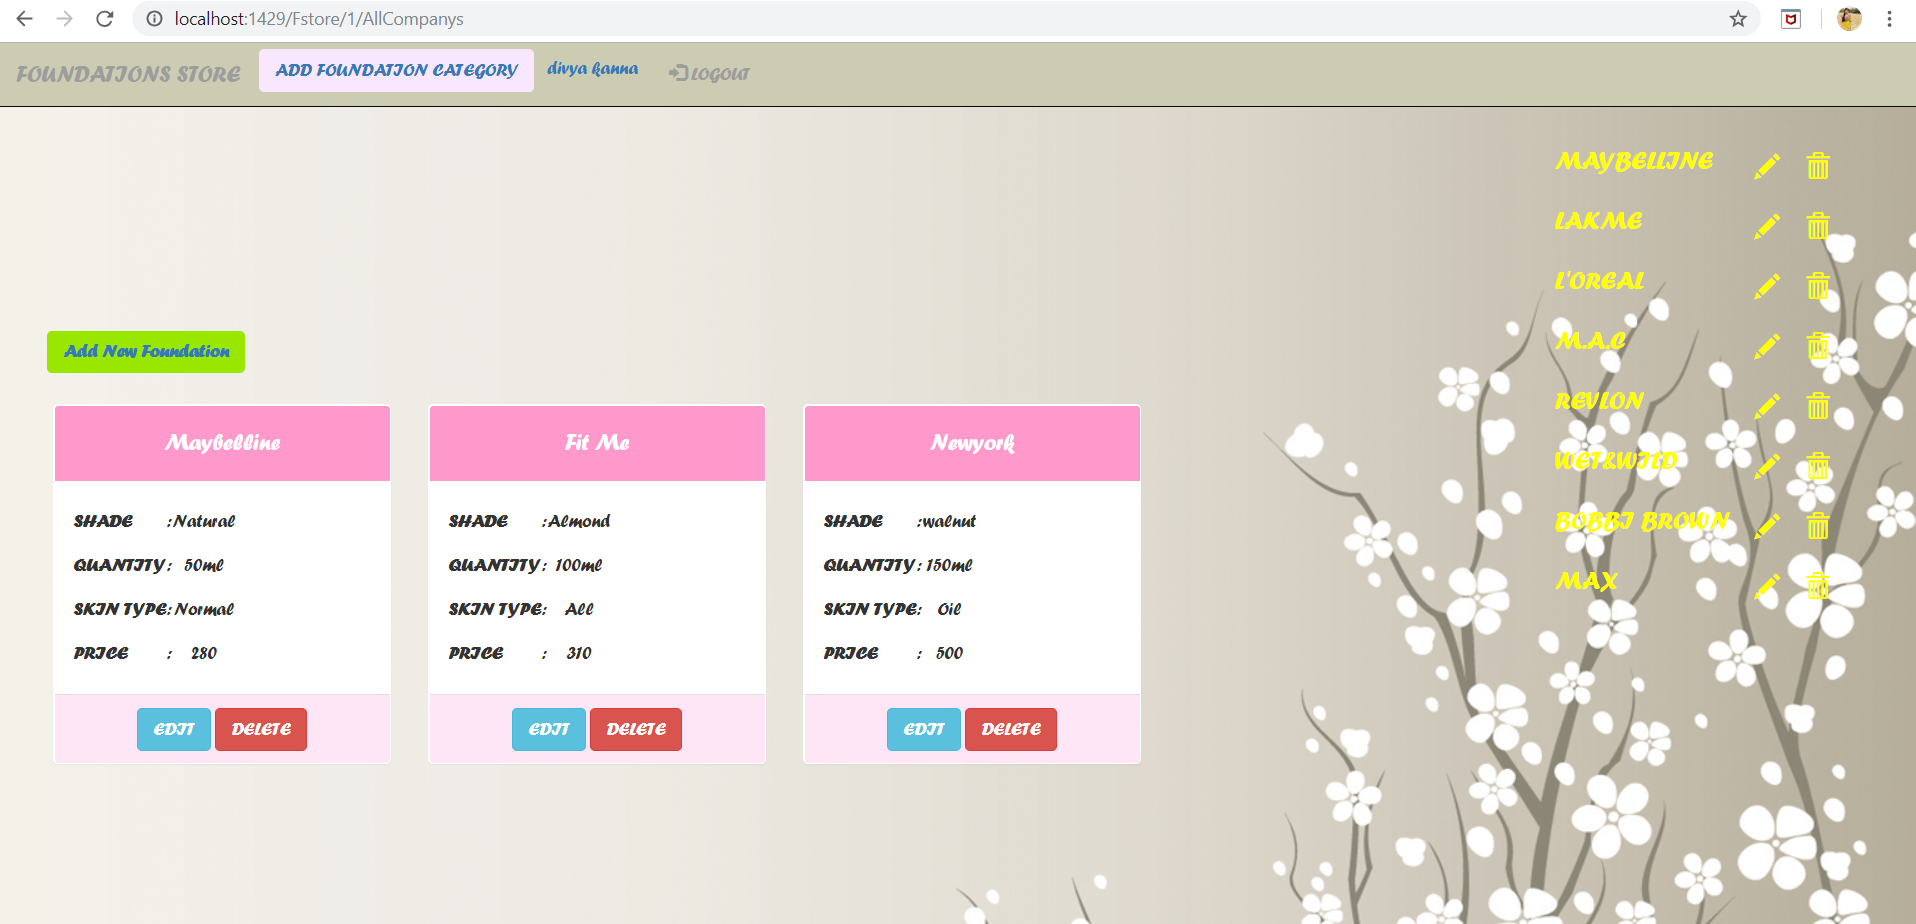 localhost:1429/Fstore/1/AllCompanys
FOUNDATIONS STORE ADD FOUNDATION CATEGORY divya kanna LOGOUT
MAYBELLINE
LAKME
L'OREAL
M.A.C
REVLON
WET&WILD
BOBBI BROWN
MAX
Add New Foundation
Maybelline
SHADE :Natural
QUANTITY : 50ml
SKIN TYPE: Normal
PRICE : 280
EDIT DELETE
Fit Me
SHADE :Almond
QUANTITY : 100ml
SKIN TYPE: All
PRICE : 310
EDIT DELETE
Newyork
SHADE :walnut
QUANTITY : 150ml
SKIN TYPE: Oil
PRICE : 500
EDIT DELETE